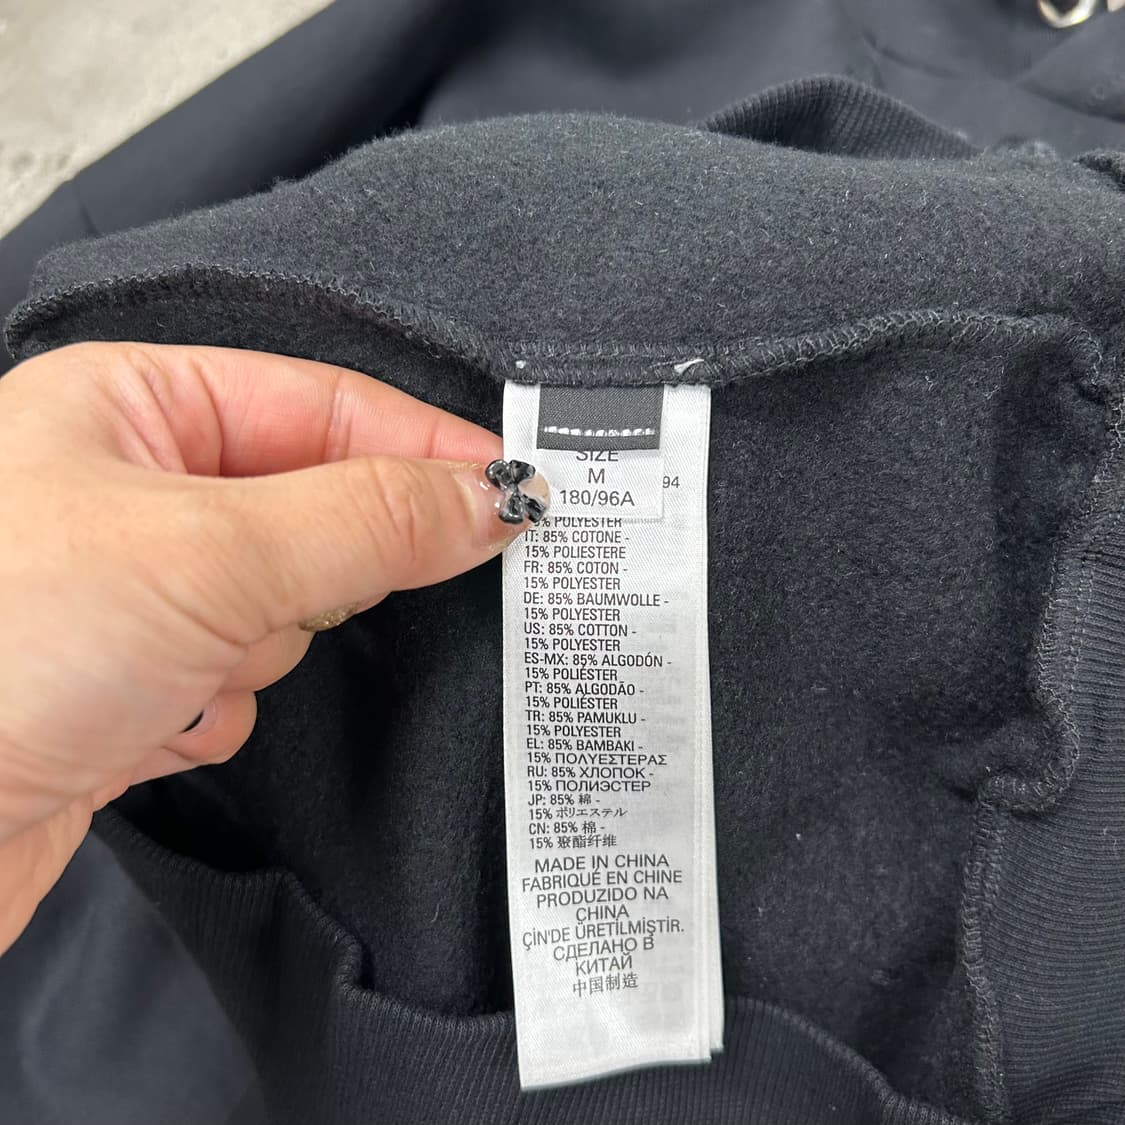 SIZE
M
180/96A
94
5% POLYESTER
IT: 85% COTONE -
15% POLIESTERE
FR: 85% COTON -
15% POLYESTER
DE: 85% BAUMWOLLE -
15% POLYESTER
US: 85% COTTON -
15% POLYESTER
ES-MX: 85% ALGODÓN -
15% POLIÉSTER
PT: 85% ALGODÃO -
15% POLIÉSTER
TR: 85% PAMUKLU -
15% POLYESTER
EL: 85% ΒΑΜΒΑΚΙ -
15% ΠΟΛΥΕΣΤΕΡΑΣ
RU: 85% ХЛОПОК -
15% ПОЛИЭСТЕР
JP: 85% 綿 -
15% ポリエステル
CN: 85% 棉 -
15% 聚酯纤维
MADE IN CHINA
FABRIQUÉ EN CHINE
PRODUZIDO NA
CHINA
ÇİN'DE ÜRETİLMİŞTİR.
СДЕЛАНО В
КИТАЙ
中国制造